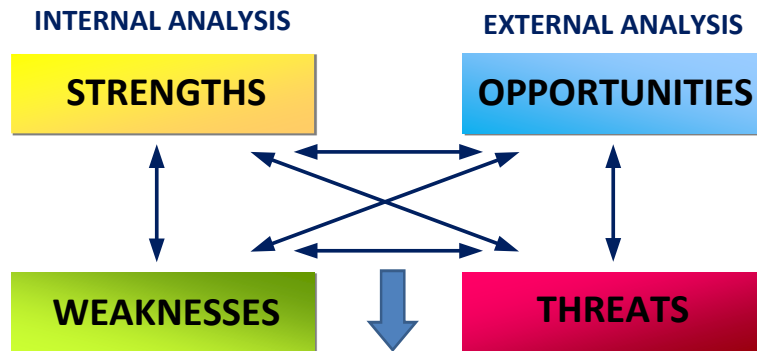 INTERNAL ANALYSIS
EXTERNAL ANALYSIS
STRENGTHS
OPPORTUNITIES
WEAKNESSES
THREATS